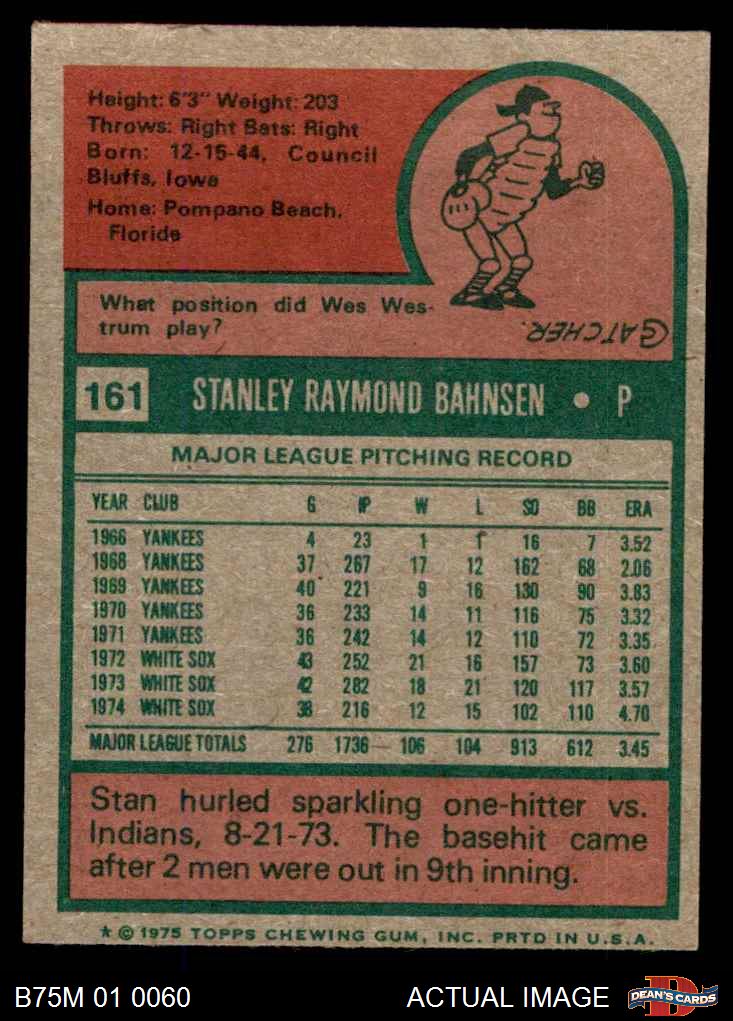 Height: 6'3" Weight: 203
Throws: Right Bats: Right
Born: 12-15-44, Council
Bluffs, Iowa
Home: Pompano Beach,
Florida
What position did Wes Wes-
trum play?
CATCHER.
161 STANLEY RAYMOND BAHNSEN • P
MAJOR LEAGUE PITCHING RECORD
YEAR CLUB G IP W L SO BB ERA
1966 YANKEES 4 23 1 1 16 7 3.52
1968 YANKEES 37 267 17 12 162 68 2.06
1969 YANKEES 40 221 9 16 130 90 3.83
1970 YANKEES 36 233 14 11 116 75 3.32
1971 YANKEES 36 242 14 12 110 72 3.35
1972 WHITE SOX 43 252 21 16 157 73 3.60
1973 WHITE SOX 42 282 18 21 120 117 3.57
1974 WHITE SOX 38 216 12 15 102 110 4.70
MAJOR LEAGUE TOTALS 276 1736 106 104 913 612 3.45
Stan hurled sparkling one-hitter vs.
Indians, 8-21-73. The basehit came
after 2 men were out in 9th inning.
* © 1975 TOPPS CHEWING GUM, INC. PRTD IN U.S.A.
B75M 01 0060 ACTUAL IMAGE DEAN'S CARDS